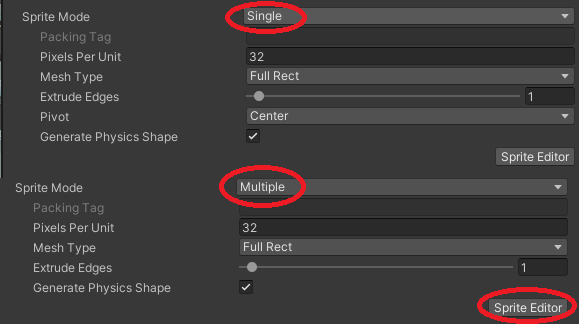 Sprite Mode Single
Packing Tag
Pixels Per Unit 32
Mesh Type Full Rect
Extrude Edges 1
Pivot Center
Generate Physics Shape
Sprite Editor
Sprite Mode Multiple
Packing Tag
Pixels Per Unit 32
Mesh Type Full Rect
Extrude Edges 1
Generate Physics Shape
Sprite Editor